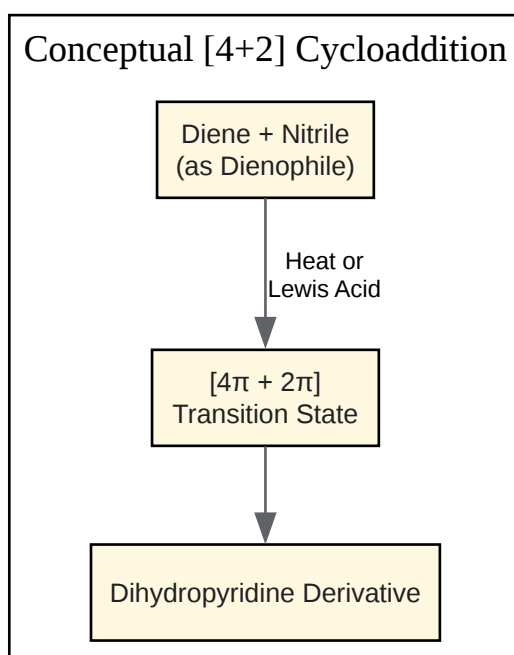 Conceptual [4+2] Cycloaddition
Diene + Nitrile
(as Dienophile)
Heat or
Lewis Acid
[4π + 2π]
Transition State
Dihydropyridine Derivative